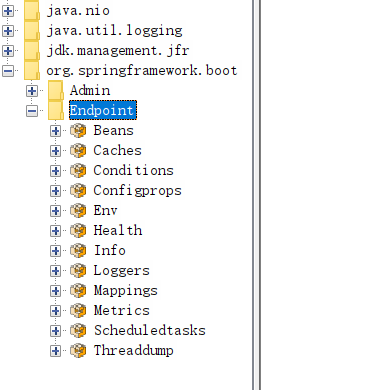 java.nio
java.util.logging
jdk.management.jfr
org.springframework.boot
Admin
Endpoint
Beans
Caches
Conditions
Configprops
Env
Health
Info
Loggers
Mappings
Metrics
Scheduledtasks
Threaddump